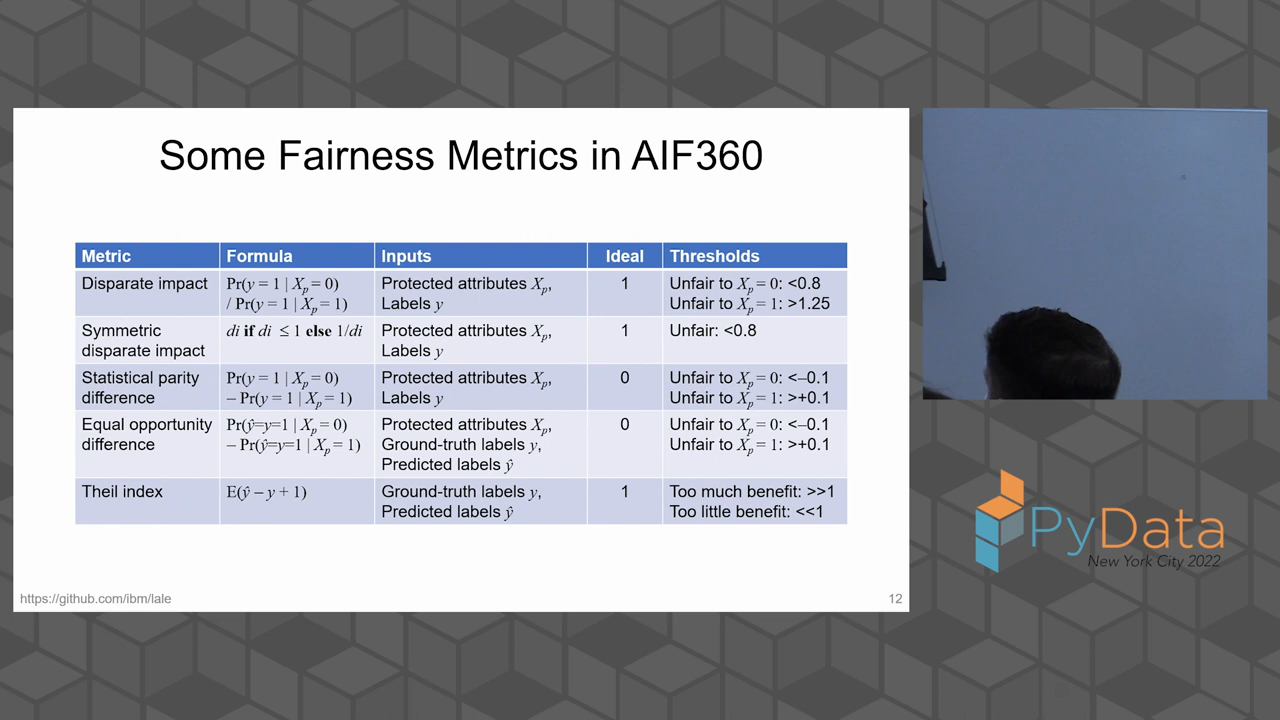 Some Fairness Metrics in AIF360
Metric Formula Inputs Ideal Thresholds
Disparate impact Pr(y = 1 | Xp = 0) / Pr(y = 1 | Xp = 1) Protected attributes Xp, Labels y 1 Unfair to Xp = 0: <0.8 Unfair to Xp = 1: >1.25
Symmetric disparate impact di if di ≤ 1 else 1/di Protected attributes Xp, Labels y 1 Unfair: <0.8
Statistical parity difference Pr(y = 1 | Xp = 0) – Pr(y = 1 | Xp = 1) Protected attributes Xp, Labels y 0 Unfair to Xp = 0: <–0.1 Unfair to Xp = 1: >+0.1
Equal opportunity difference Pr(ŷ=y=1 | Xp = 0) – Pr(ŷ=y=1 | Xp = 1) Protected attributes Xp, Ground-truth labels y, Predicted labels ŷ 0 Unfair to Xp = 0: <–0.1 Unfair to Xp = 1: >+0.1
Theil index E(ŷ – y + 1) Ground-truth labels y, Predicted labels ŷ 1 Too much benefit: >>1 Too little benefit: <<1
https://github.com/ibm/lale 12
PyData
New York City 2022